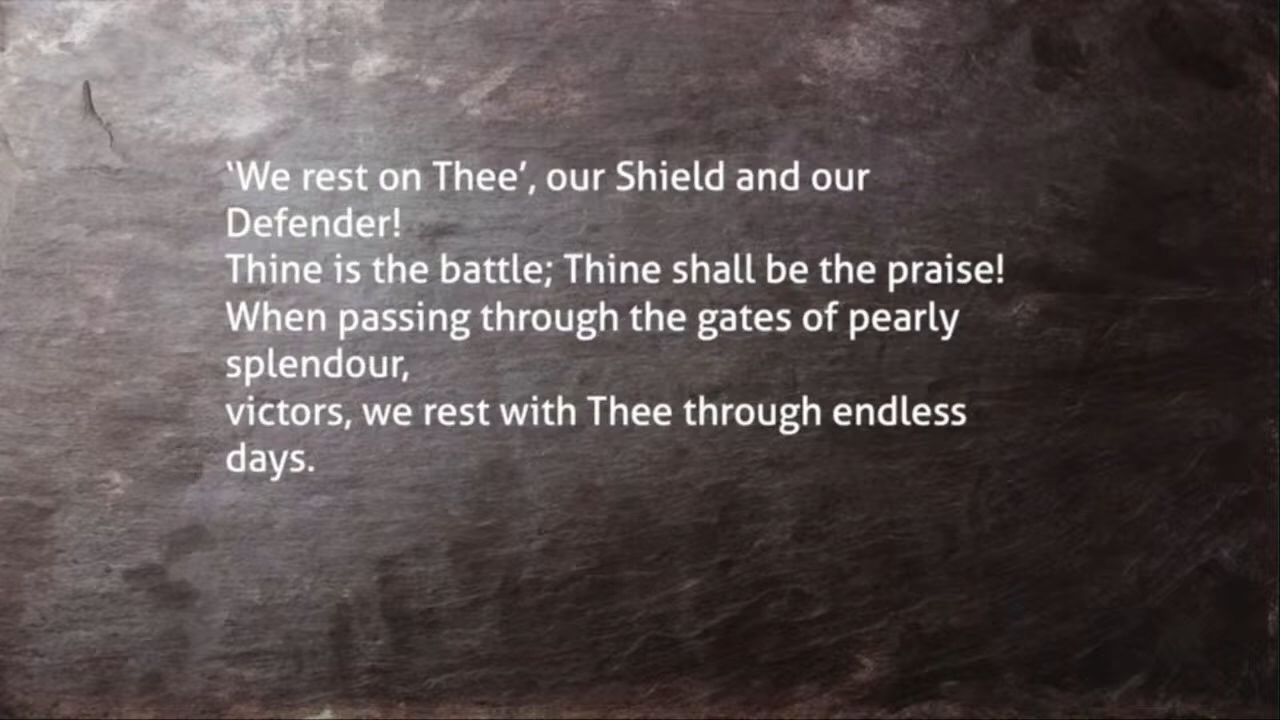 ‘We rest on Thee’, our Shield and our
Defender!
Thine is the battle; Thine shall be the praise!
When passing through the gates of pearly
splendour,
victors, we rest with Thee through endless
days.